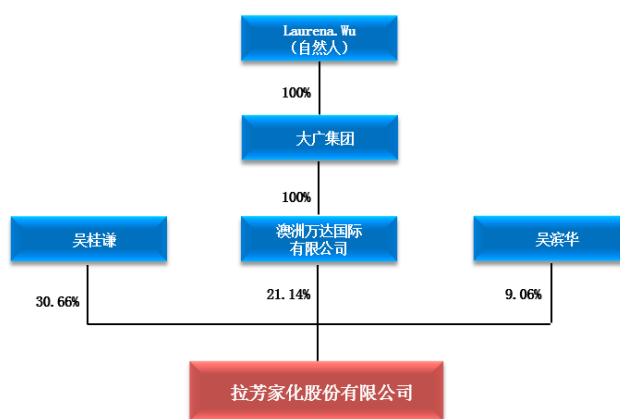 Laurena.Wu
（自然人）
100%
大广集团
100%
吴桂谦
澳洲万达国际
有限公司
吴滨华
30.66%
21.14%
9.06%
拉芳家化股份有限公司